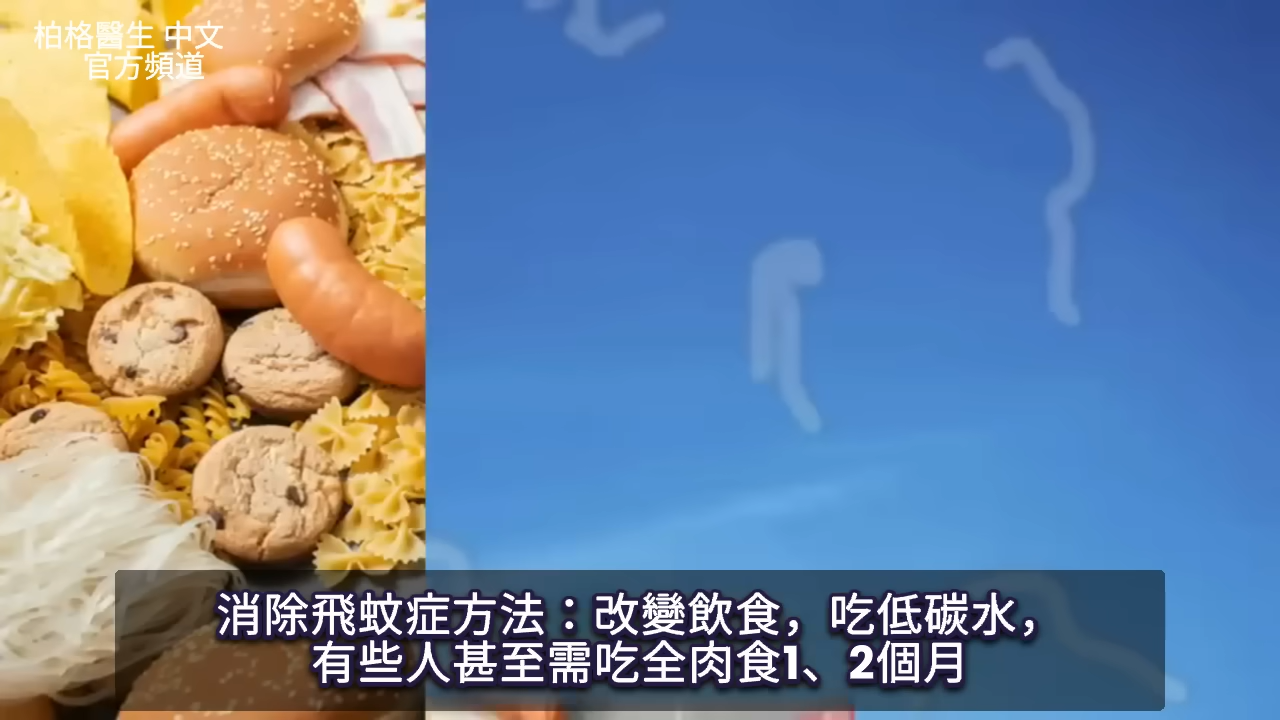 柏格醫生 中文
官方頻道
消除飛蚊症方法：改變飲食，吃低碳水，
有些人甚至需吃全肉食1、2個月